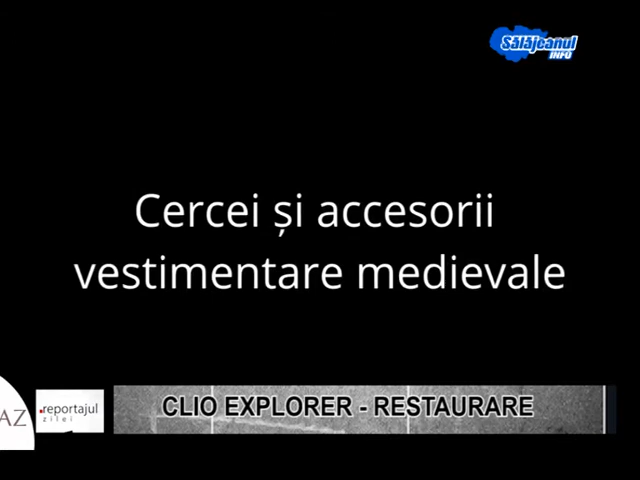 Sălăjeanul
INFO
Cercei și accesorii
vestimentare medievale
AZ
.reportajul
zilei
CLIO EXPLORER - RESTAURARE